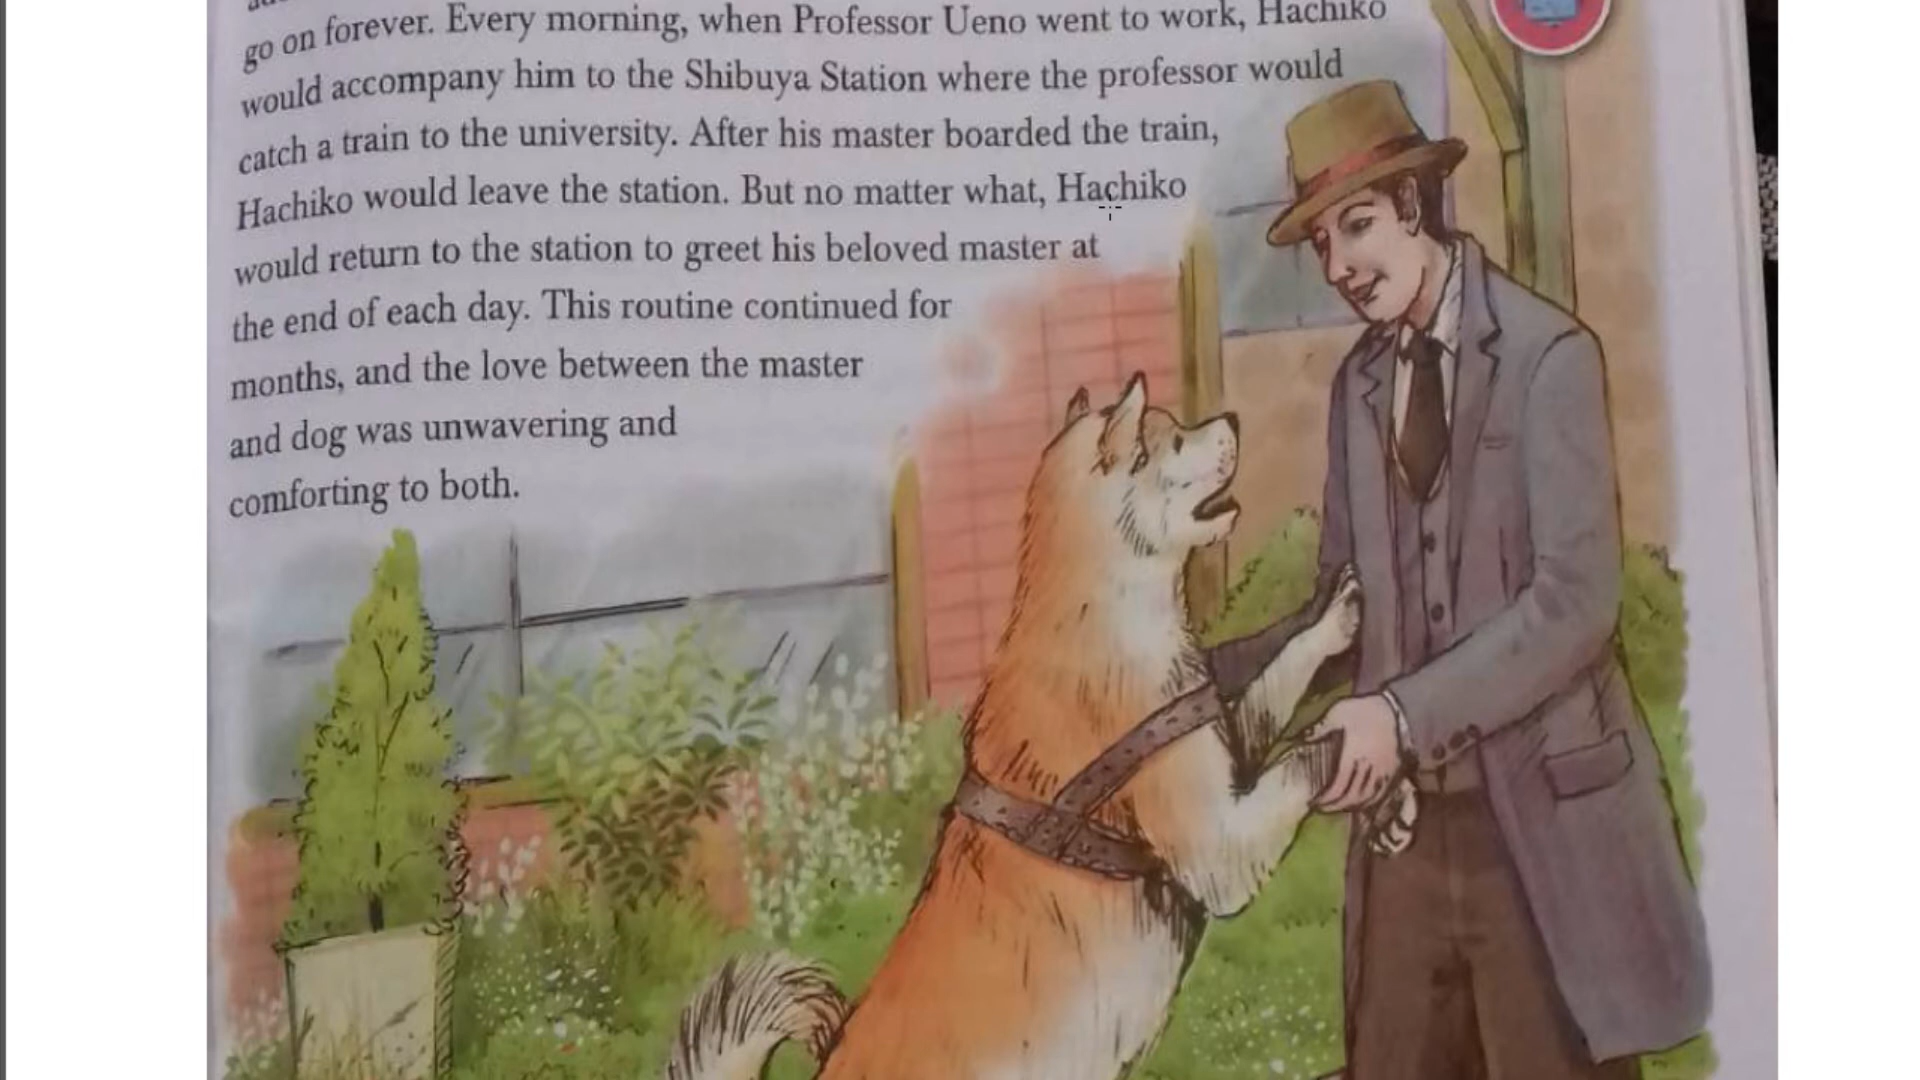 go on forever. Every morning, when Professor Ueno went to work, Hachiko
would accompany him to the Shibuya Station where the professor would
catch a train to the university. After his master boarded the train,
Hachiko would leave the station. But no matter what, Hachiko
would return to the station to greet his beloved master at
the end of each day. This routine continued for
months, and the love between the master
and dog was unwavering and
comforting to both.